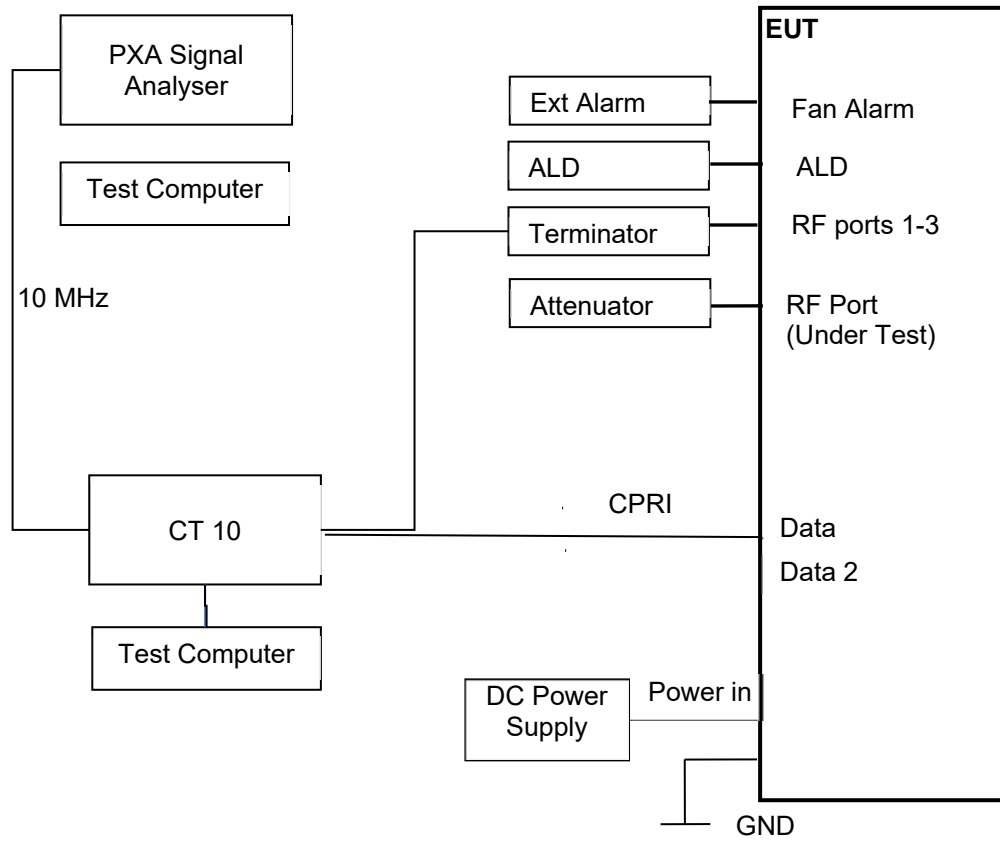 EUT
PXA Signal
Analyser
Ext Alarm
Fan Alarm
ALD
ALD
Test Computer
Terminator
RF ports 1-3
10 MHz
Attenuator
RF Port
(Under Test)
CPRI
CT 10
Data
Data 2
Test Computer
DC Power
Supply
Power in
GND